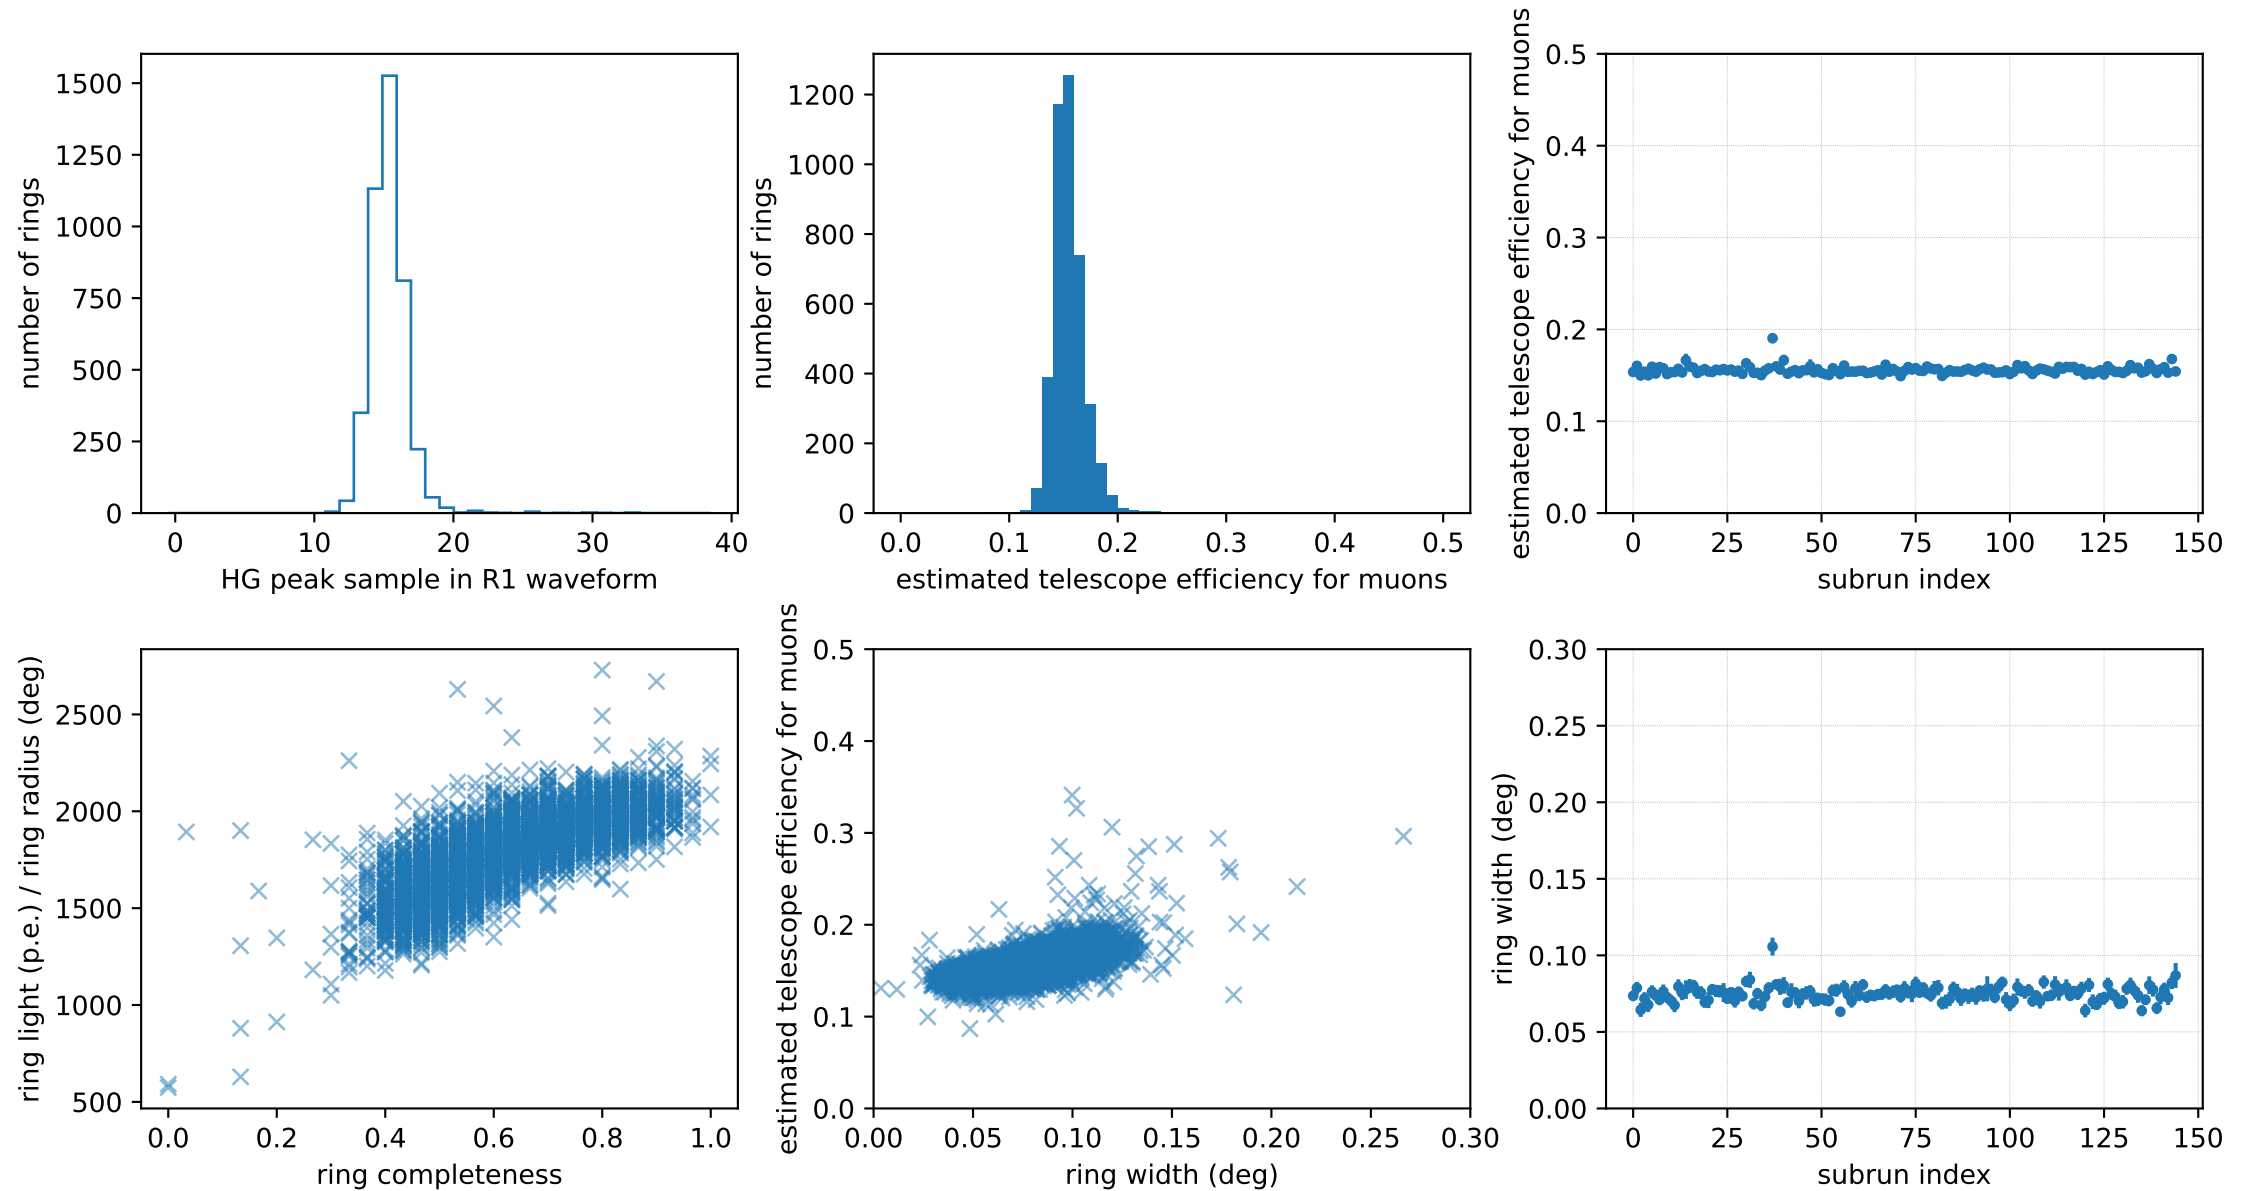 1500
1250
1000
750
500
250
0
number of rings
0 10 20 30 40
HG peak sample in R1 waveform
1200
1000
800
600
400
200
0
number of rings
0.0 0.1 0.2 0.3 0.4 0.5
estimated telescope efficiency for muons
0.5
0.4
0.3
0.2
0.1
0.0
estimated telescope efficiency for muons
0 25 50 75 100 125 150
subrun index
2500
2000
1500
1000
500
ring light (p.e.) / ring radius (deg)
0.0 0.2 0.4 0.6 0.8 1.0
ring completeness
0.5
0.4
0.3
0.2
0.1
0.0
estimated telescope efficiency for muons
0.00 0.05 0.10 0.15 0.20 0.25 0.30
ring width (deg)
0.30
0.25
0.20
0.15
0.10
0.05
0.00
ring width (deg)
0 25 50 75 100 125 150
subrun index